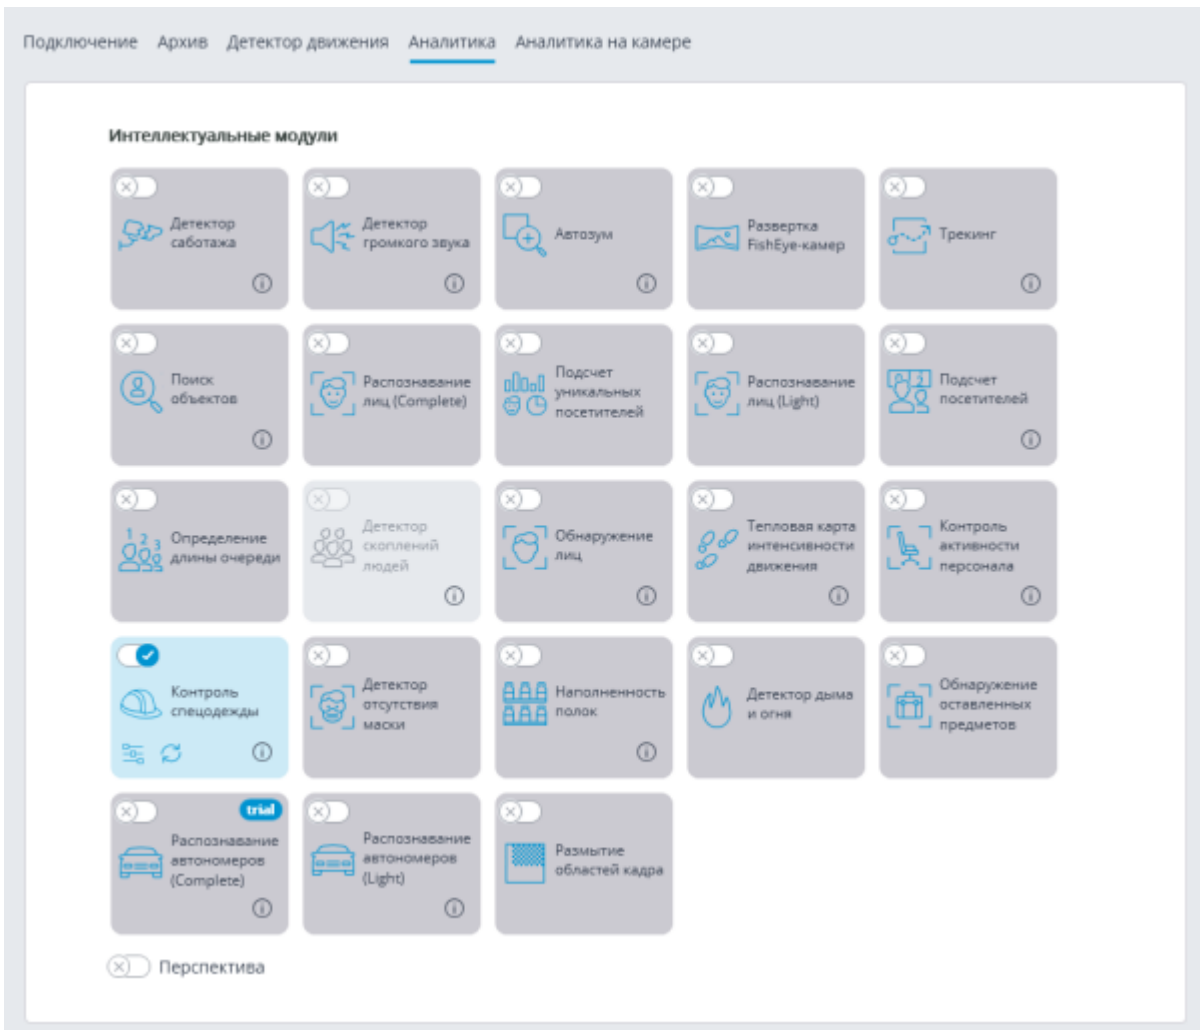 Подключение Архив Детектор движения Аналитика Аналитика на камере
Интеллектуальные модули
Детектор
саботажа
Детектор
громкого звука
Автозум
Развертка
FishEye-камер
Трекинг
Поиск
объектов
Распознавание
лиц (Complete)
Подсчет
уникальных
посетителей
Распознавание
лиц (Light)
Подсчет
посетителей
1 2 3
Определение
длины очереди
Детектор
скоплений
людей
Обнаружение
лиц
Тепловая карта
интенсивности
движения
Контроль
активности
персонала
Контроль
спецодежды
Детектор
отсутствия
маски
Наполненность
полок
Детектор дыма
и огня
Обнаружение
оставленных
предметов
trial
Распознавание
автономеров
(Complete)
Распознавание
автономеров
(Light)
Размытие
областей кадра
Перспектива